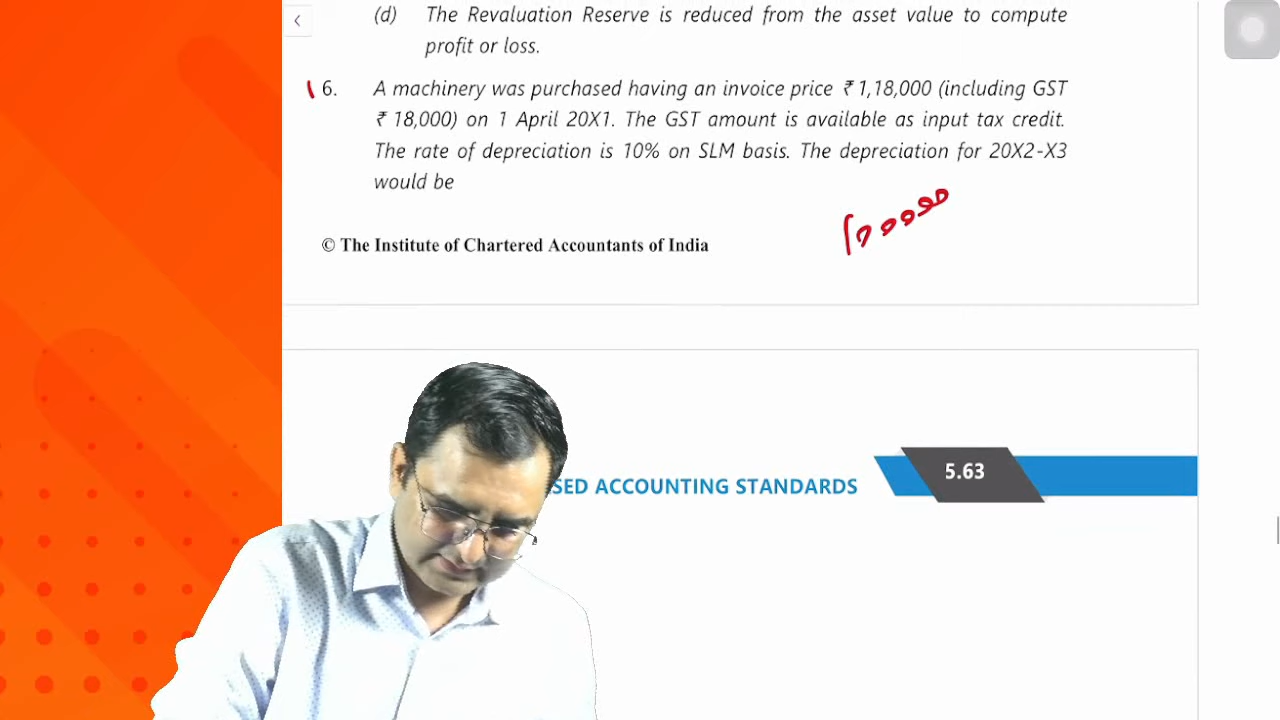 (d) The Revaluation Reserve is reduced from the asset value to compute
profit or loss.
6. A machinery was purchased having an invoice price ₹ 1,18,000 (including GST
₹ 18,000) on 1 April 20X1. The GST amount is available as input tax credit.
The rate of depreciation is 10% on SLM basis. The depreciation for 20X2-X3
would be
© The Institute of Chartered Accountants of India
SED ACCOUNTING STANDARDS
5.63